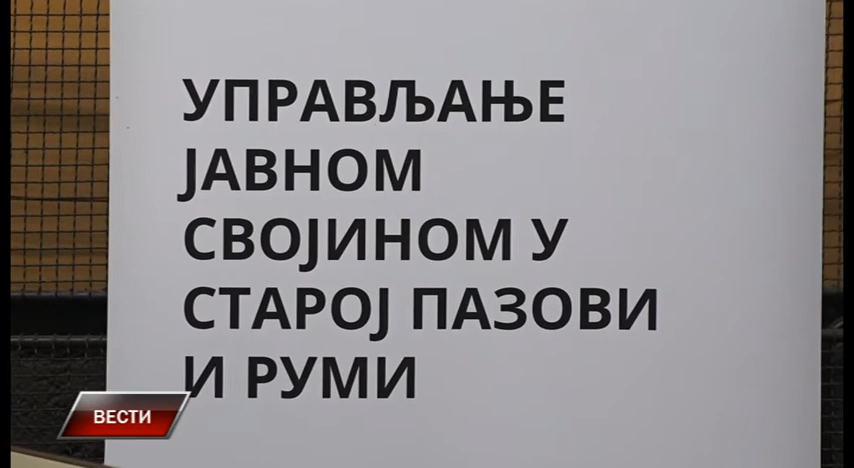 УПРАВЉАЊЕ
ЈАВНОМ
СВОЈИНОМ У
СТАРОЈ ПАЗОВИ
И РУМИ
ВЕСТИ